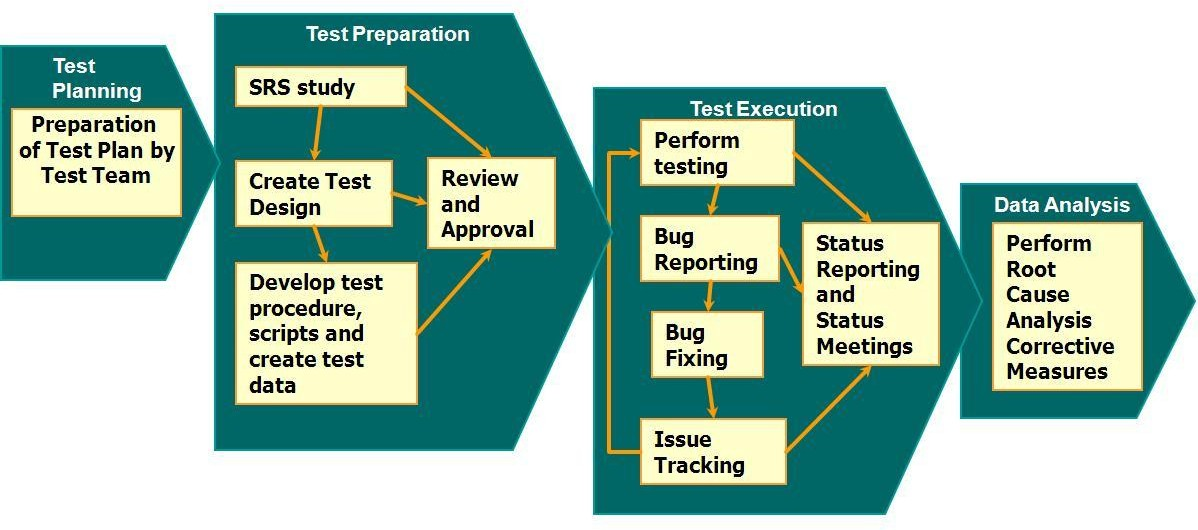 Test
Planning
Preparation
of Test Plan by
Test Team
Test Preparation
SRS study
Create Test
Design
Review
and
Approval
Develop test
procedure,
scripts and
create test
data
Test Execution
Perform
testing
Bug
Reporting
Bug
Fixing
Issue
Tracking
Status
Reporting
and
Status
Meetings
Data Analysis
Perform
Root
Cause
Analysis
Corrective
Measures